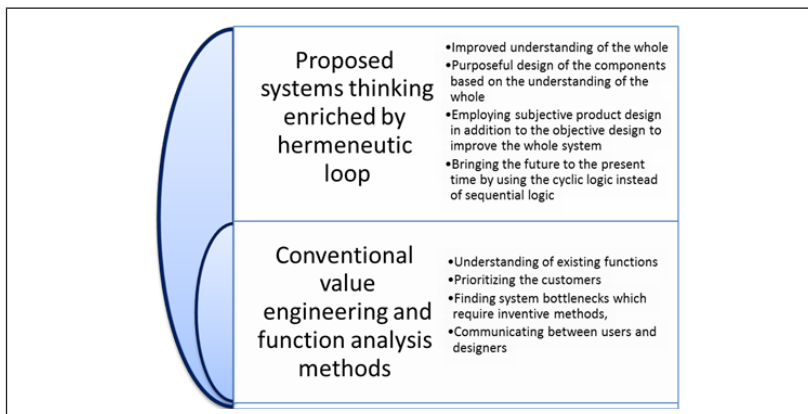 Proposed
systems thinking
enriched by
hermeneutic
loop
•Improved understanding of the whole
•Purposeful design of the components
based on the understanding of the
whole
•Employing subjective product design
in addition to the objective design to
improve the whole system
•Bringing the future to the present
time by using the cyclic logic instead
of sequential logic
Conventional
value
engineering and
function analysis
methods
•Understanding of existing functions
•Prioritizing the customers
•Finding system bottlenecks which
require inventive methods,
•Communicating between users and
designers